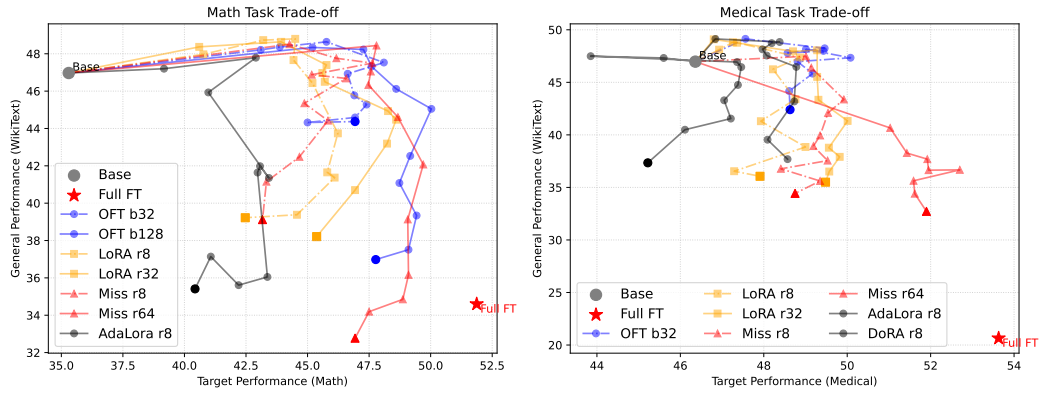 Math Task Trade-off
General Performance (WikiText)
48
46
44
42
40
38
36
34
32
Base
Full FT
Base
Full FT
OFT b32
OFT b128
LoRA r8
LoRA r32
Miss r8
Miss r64
AdaLora r8
35.0 37.5 40.0 42.5 45.0 47.5 50.0 52.5
Target Performance (Math)
Medical Task Trade-off
General Performance (WikiText)
50
45
40
35
30
25
20
Base
Full FT
Base LoRA r8 Miss r64
Full FT LoRA r32 AdaLora r8
OFT b32 Miss r8 DoRA r8
44 46 48 50 52 54
Target Performance (Medical)